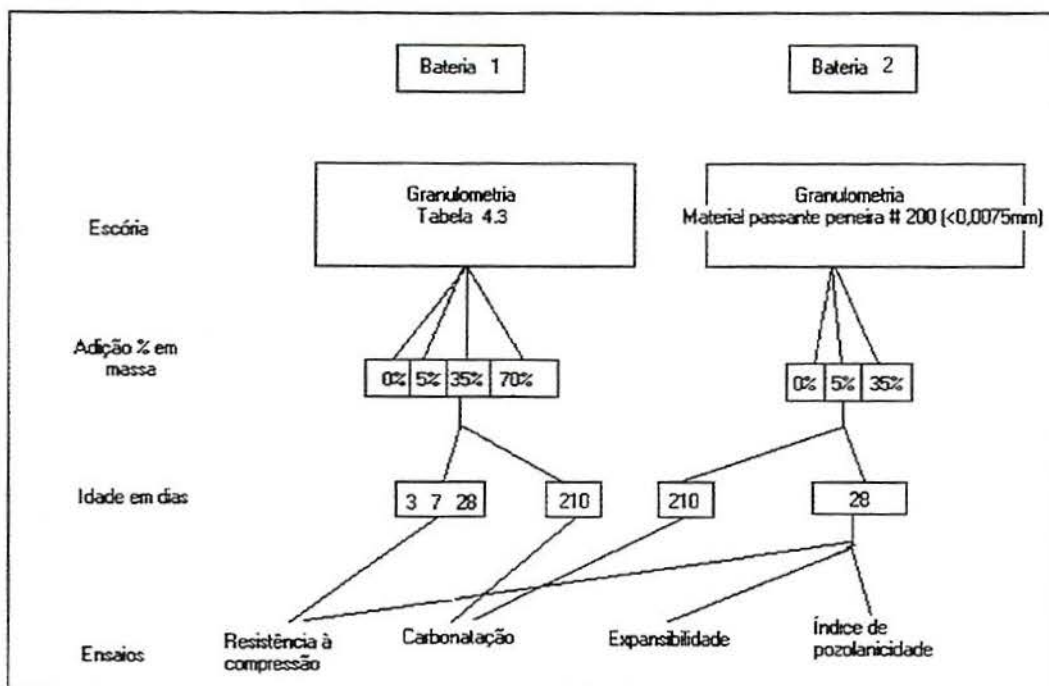 Bateria 1
Bateria 2
Escória
Granulometria
Tabela 4.3
Granulometria
Material passante peneira # 200 (<0,0075mm)
Adição % em
massa
0% 5% 35% 70%
0% 5% 35%
Idade em dias
3 7 28
210
210
28
Ensaios
Resistência à
compressão
Carbonatação
Expansibilidade
Índice de
pozolanicidade